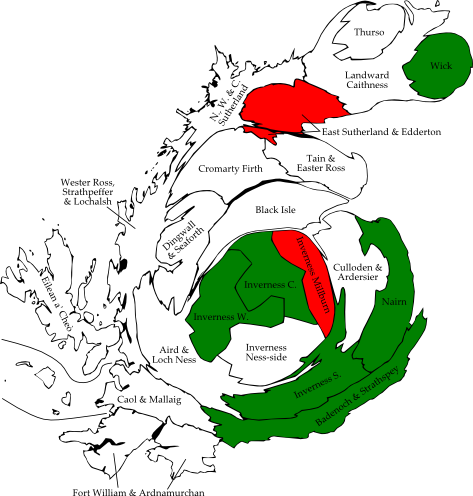 Thurso
Wick
Landward
Caithness
N., W. & C.
Sutherland
East Sutherland & Edderton
Tain &
Easter Ross
Cromarty Firth
Wester Ross,
Strathpeffer
& Lochalsh
Black Isle
Dingwall
& Seaforth
Inverness Millburn
Culloden &
Ardersier
Eilean a' Cheò
Inverness C.
Nairn
Inverness W.
Inverness
Ness-side
Aird &
Loch Ness
Inverness S.
Badenoch & Strathspey
Caol & Mallaig
Fort William & Ardnamurchan